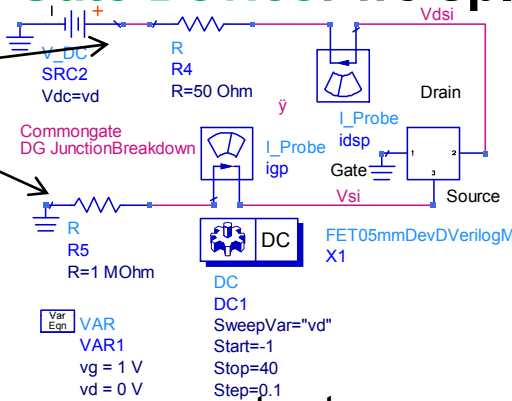 Vdsi
V_DC
SRC2
Vdc=vd
R
R4
R=50 Ohm
ÿ
I_Probe
idsp
Drain
Commongate
DG JunctionBreakdown
I_Probe
igp
Gate
1
2
3
Vsi
Source
R
R5
R=1 MOhm
DC
FET05mmDevDVerilogM
X1
DC
DC1
SweepVar="vd"
Start=-1
Stop=40
Step=0.1
Var
Eqn
VAR
VAR1
vg = 1 V
vd = 0 V